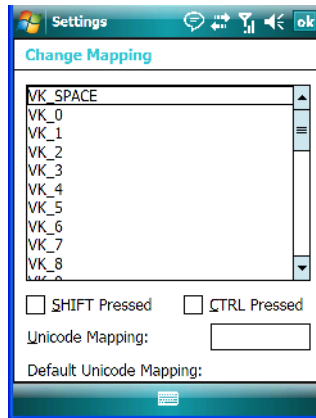 Settings
ok
Change Mapping
VK_SPACE
VK_0
VK_1
VK_2
VK_3
VK_4
VK_5
VK_6
VK_7
VK_8
SHIFT Pressed CTRL Pressed
Unicode Mapping:
Default Unicode Mapping: